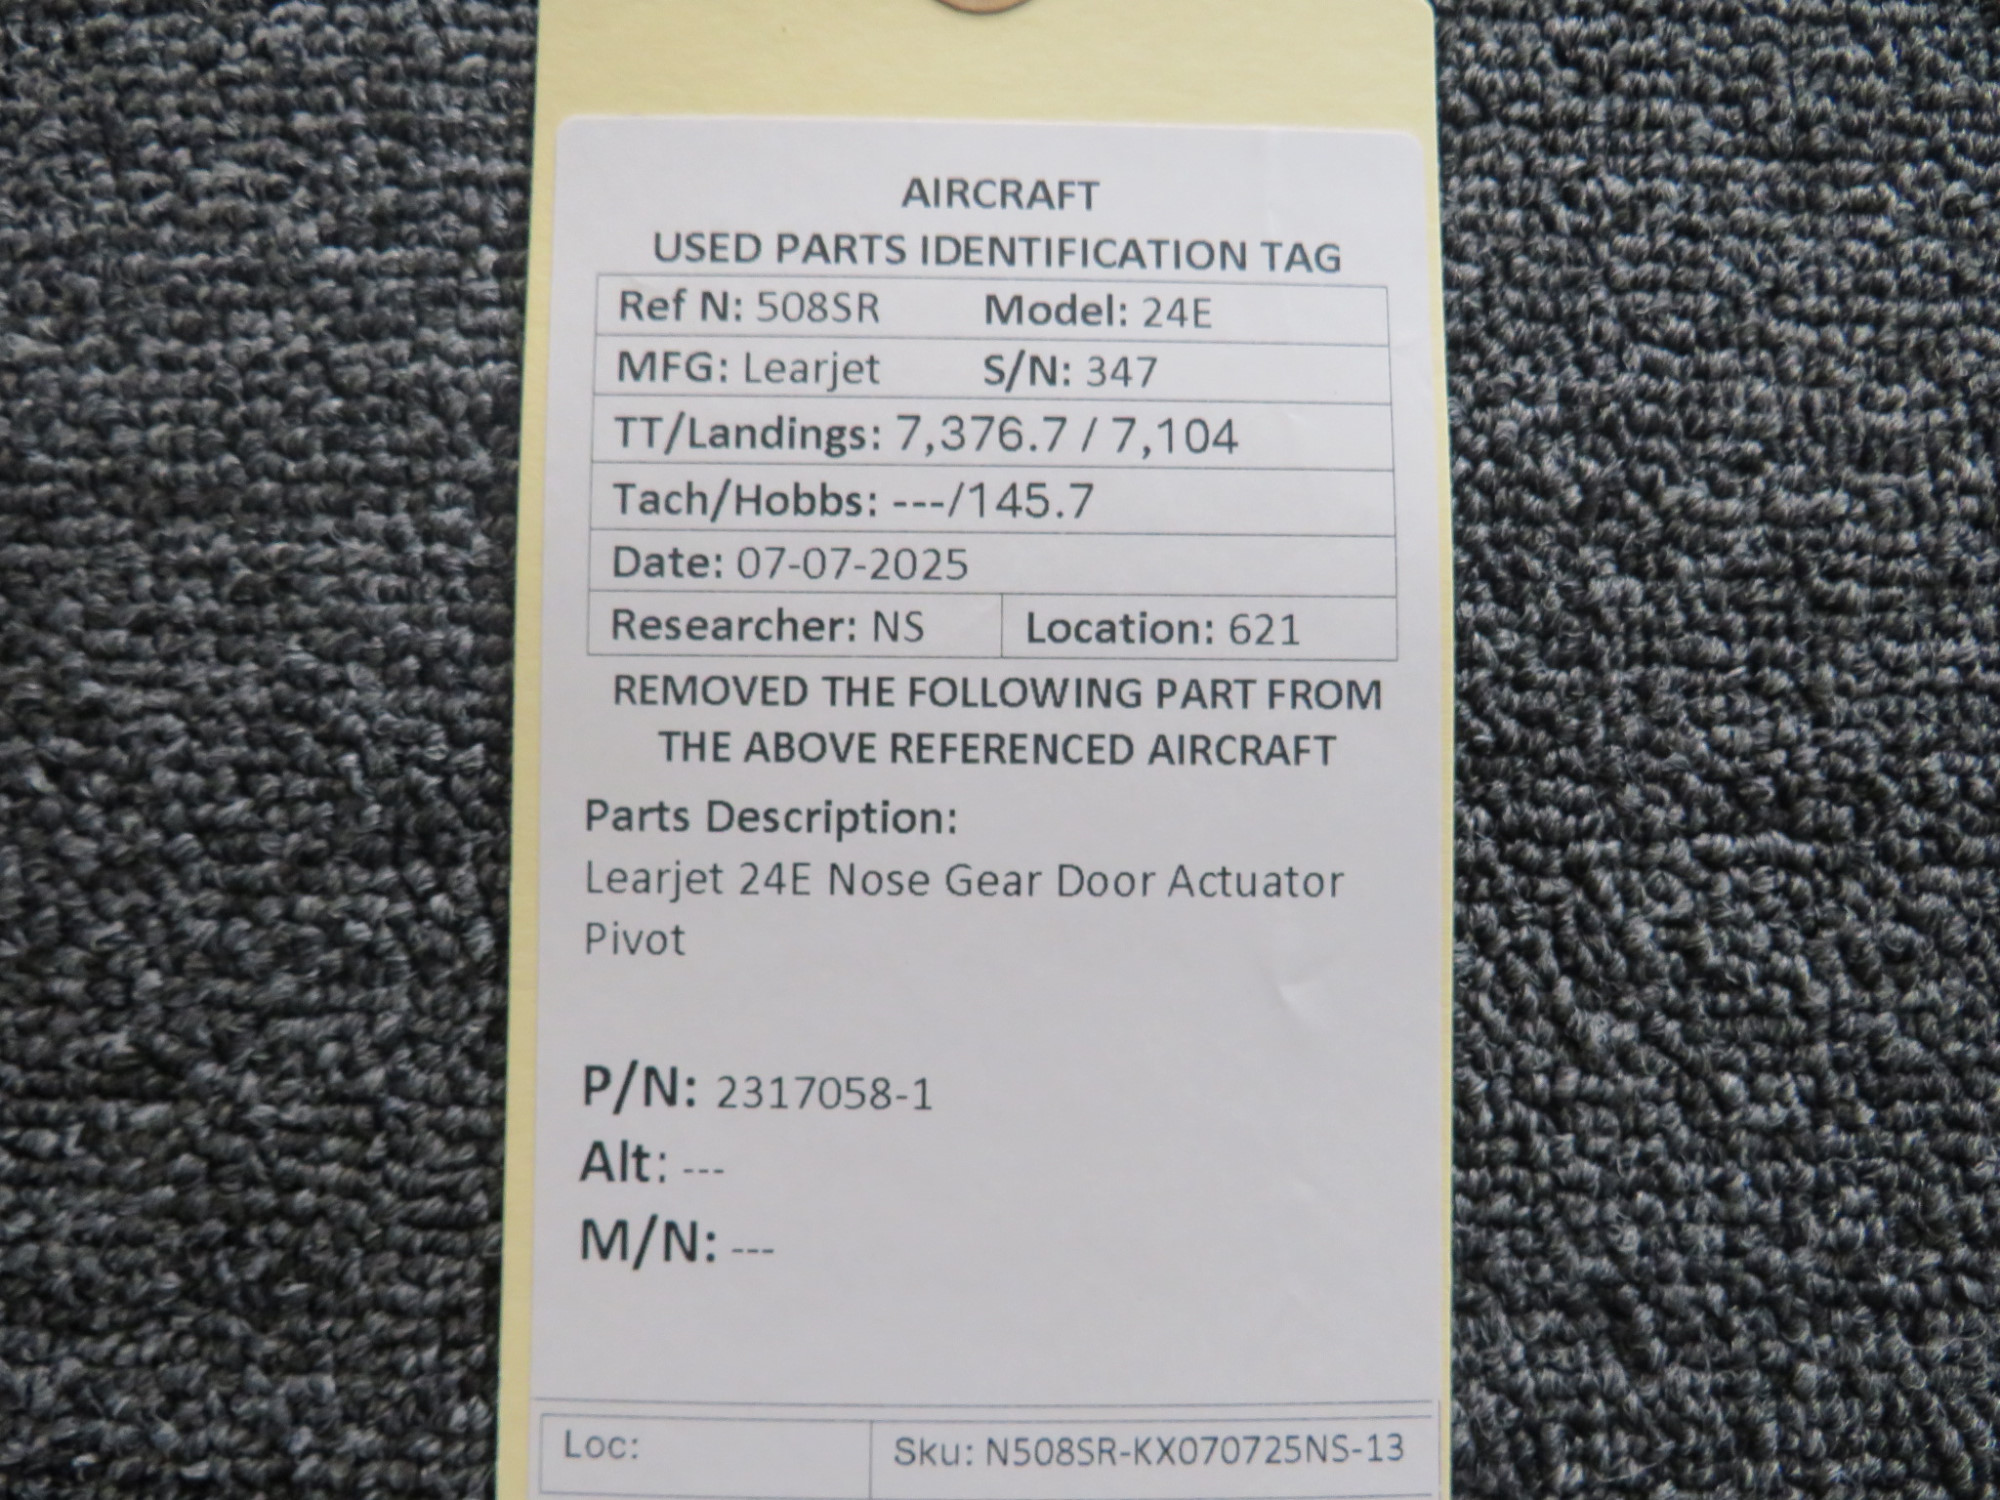 AIRCRAFT
USED PARTS IDENTIFICATION TAG
Ref N: 508SR Model: 24E
MFG: Learjet S/N: 347
TT/Landings: 7,376.7 / 7,104
Tach/Hobbs: ---/145.7
Date: 07-07-2025
Researcher: NS Location: 621
REMOVED THE FOLLOWING PART FROM
THE ABOVE REFERENCED AIRCRAFT
Parts Description:
Learjet 24E Nose Gear Door Actuator
Pivot
P/N: 2317058-1
Alt: ---
M/N: ---
Loc: Sku: N508SR-KX070725NS-13